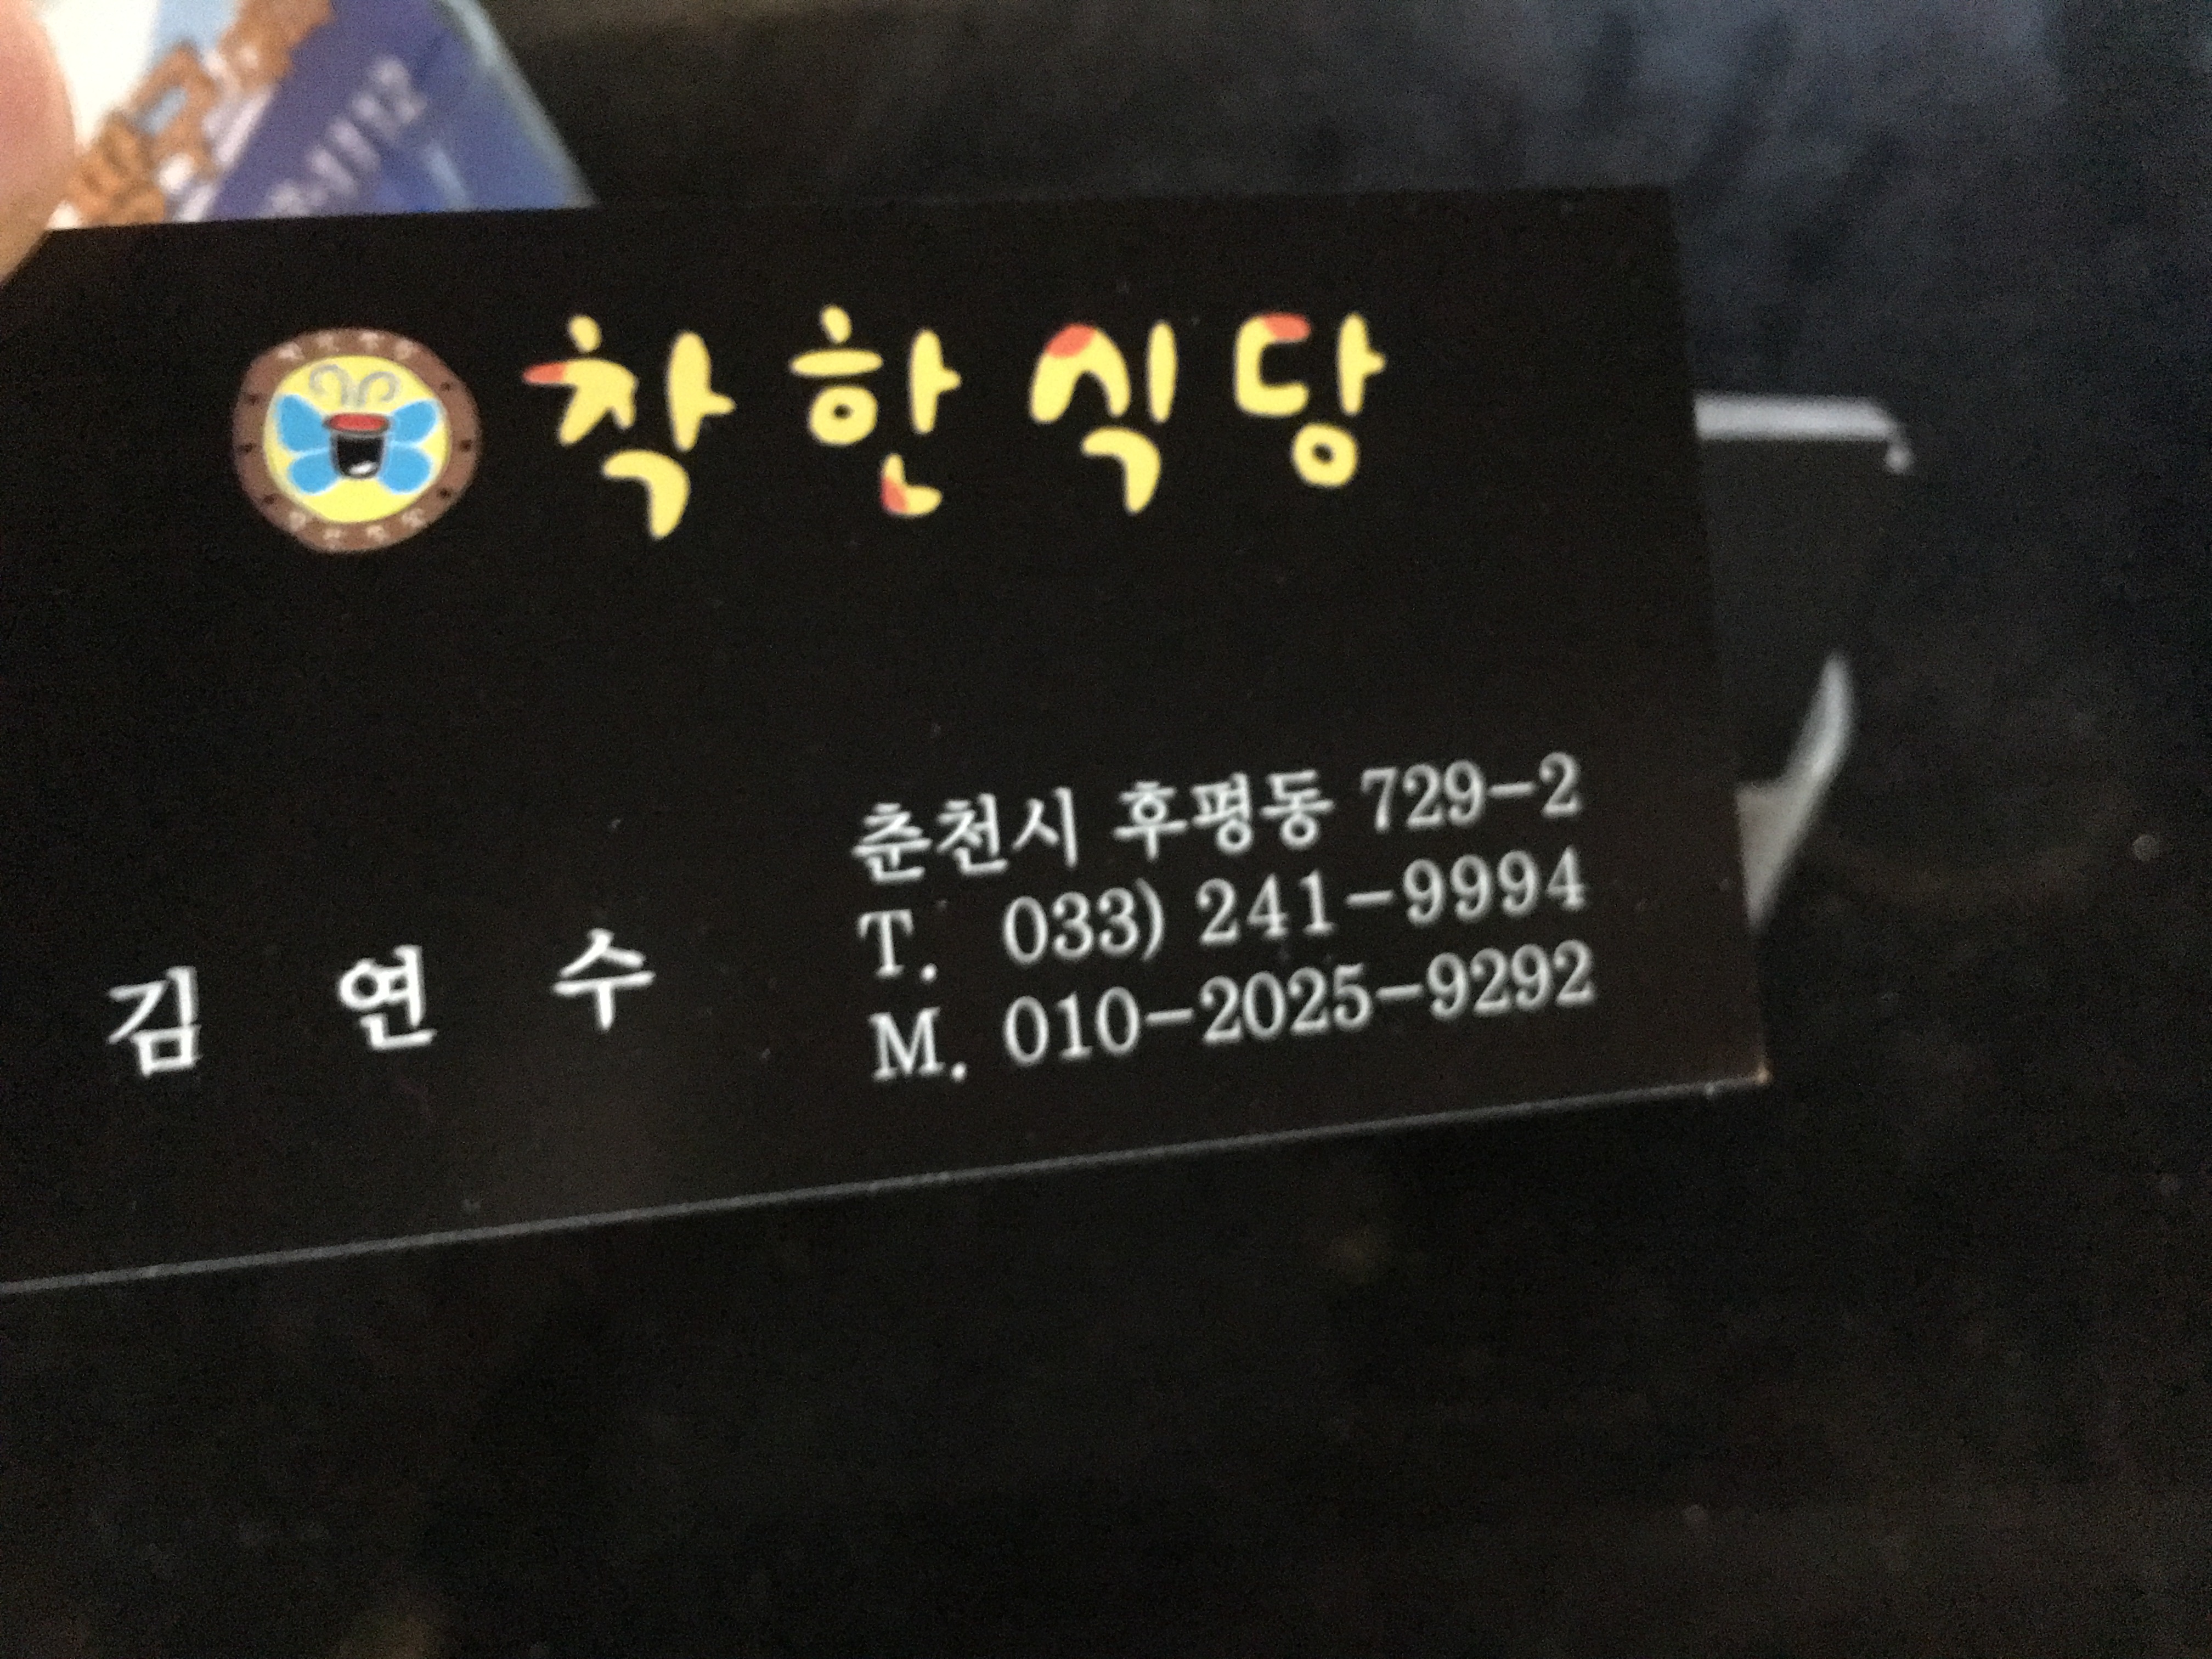 착한식당
춘천시 후평동 729-2
T. 033) 241-9994
김 연 수
M. 010-2025-9292